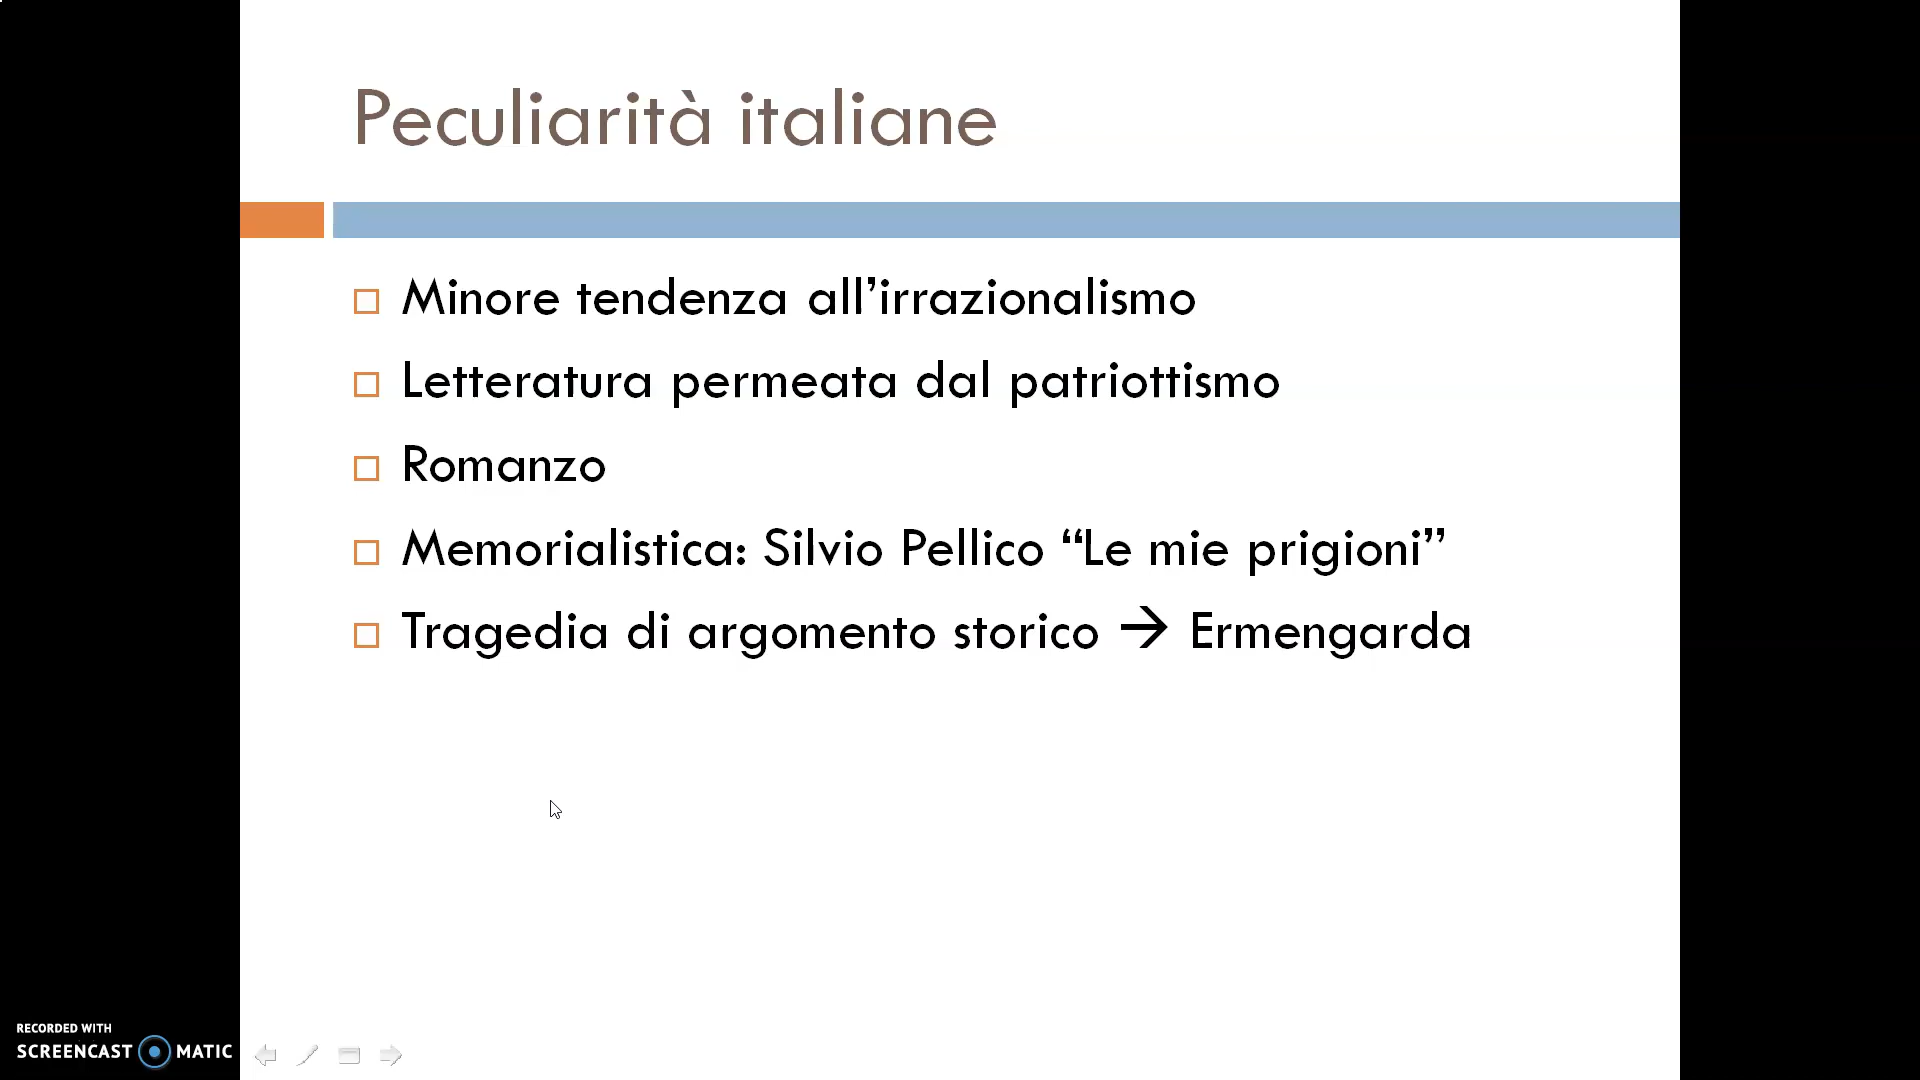 Peculiarità italiane
Minore tendenza all’irrazionalismo
Letteratura permeata dal patriottismo
Romanzo
Memorialistica: Silvio Pellico “Le mie prigioni”
Tragedia di argomento storico → Ermengarda
RECORDED WITH
SCREENCAST MATIC